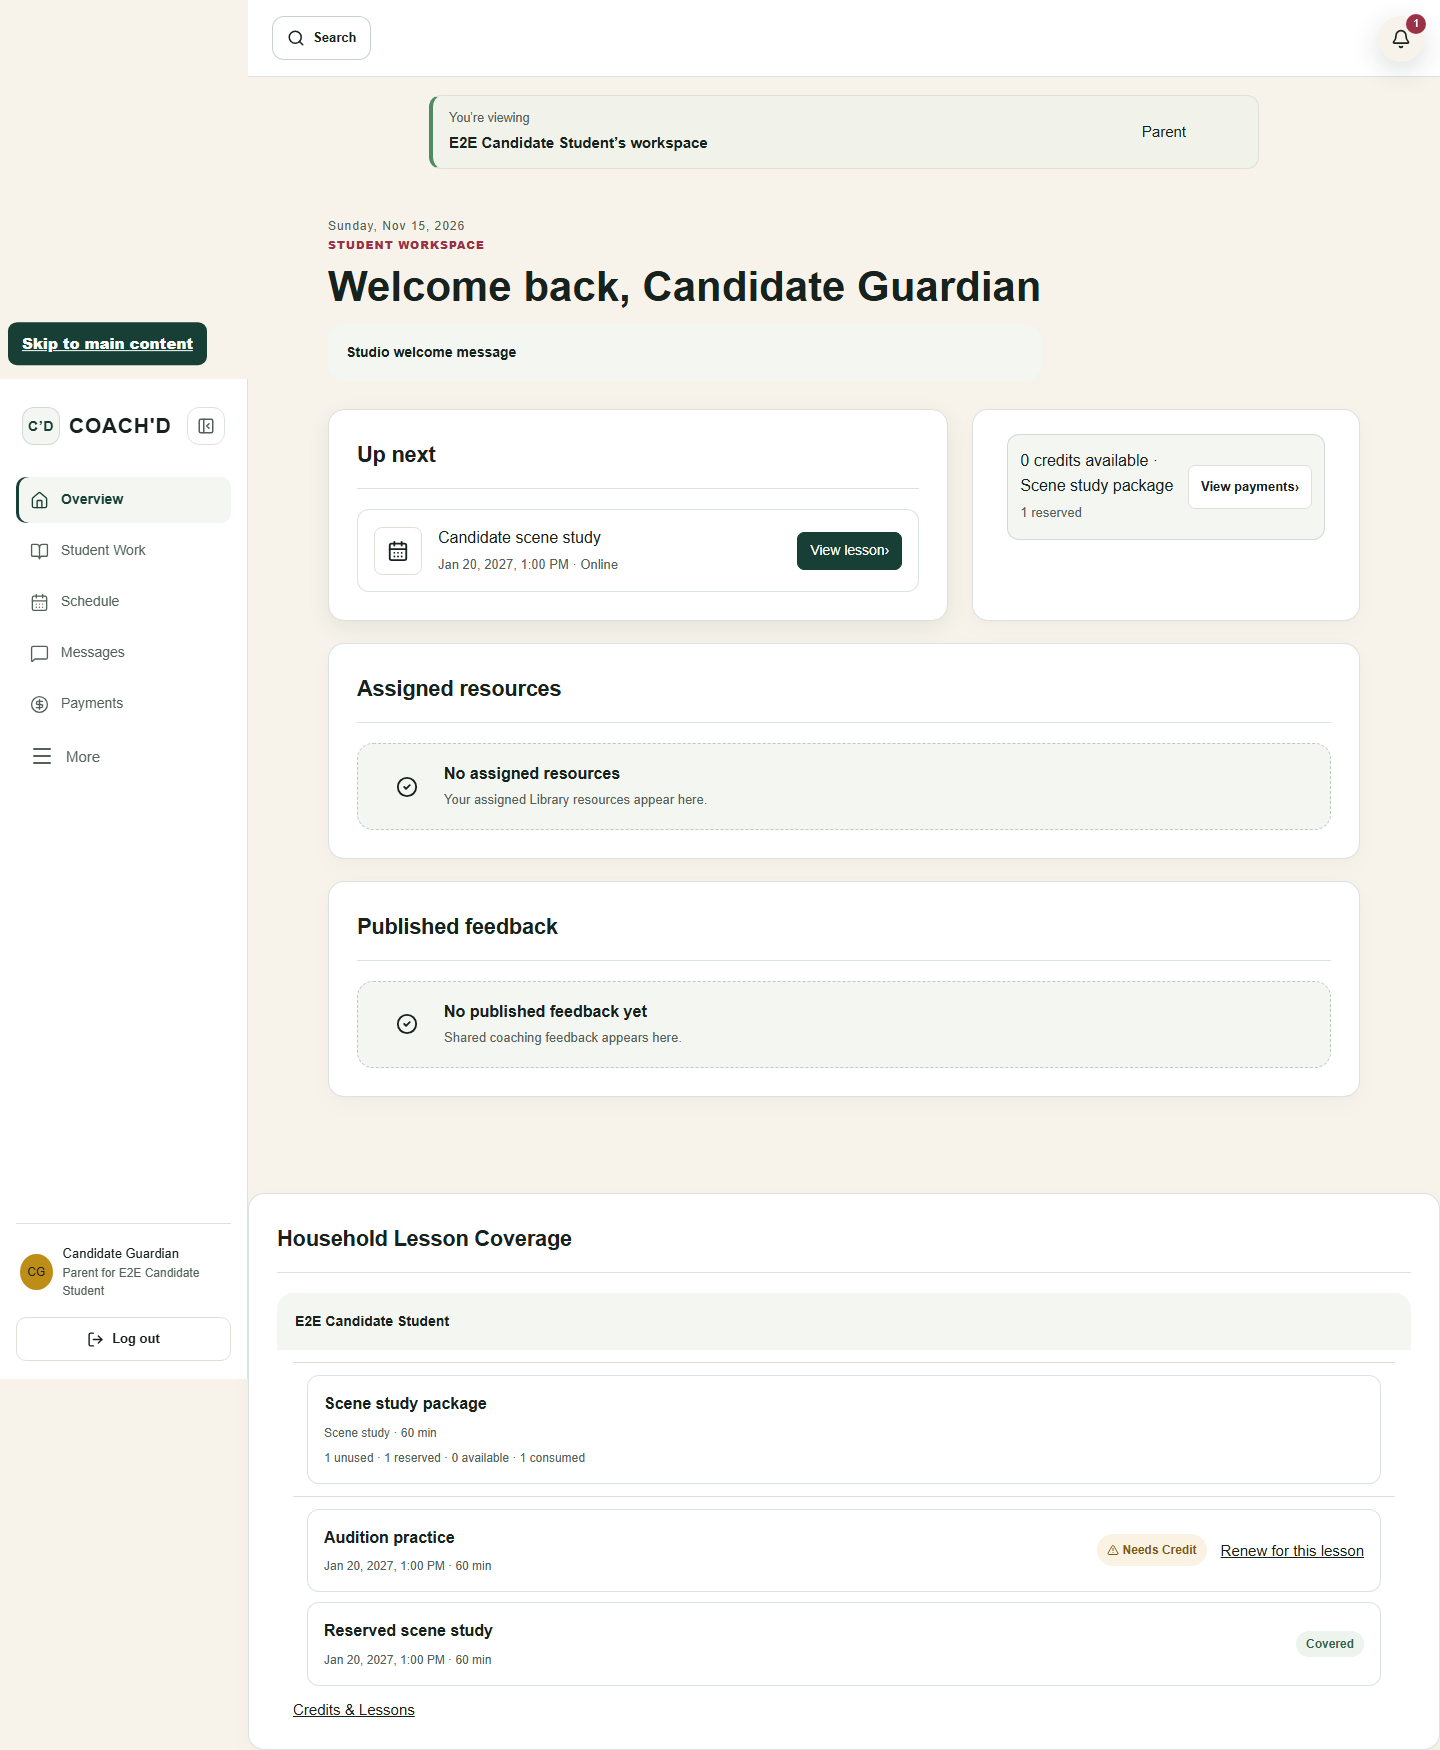 Search
1
You're viewing
E2E Candidate Student's workspace
Parent
Sunday, Nov 15, 2026
STUDENT WORKSPACE
Welcome back, Candidate Guardian
Studio welcome message
Skip to main content
C'D
COACH'D
Overview
Student Work
Schedule
Messages
Payments
More
Candidate Guardian
Parent for E2E Candidate
Student
CG
Log out
Up next
Candidate scene study
Jan 20, 2027, 1:00 PM · Online
View lesson›
0 credits available ·
Scene study package
1 reserved
View payments›
Assigned resources
No assigned resources
Your assigned Library resources appear here.
Published feedback
No published feedback yet
Shared coaching feedback appears here.
Household Lesson Coverage
E2E Candidate Student
Scene study package
Scene study · 60 min
1 unused · 1 reserved · 0 available · 1 consumed
Audition practice
Jan 20, 2027, 1:00 PM · 60 min
Needs Credit
Renew for this lesson
Reserved scene study
Jan 20, 2027, 1:00 PM · 60 min
Covered
Credits & Lessons